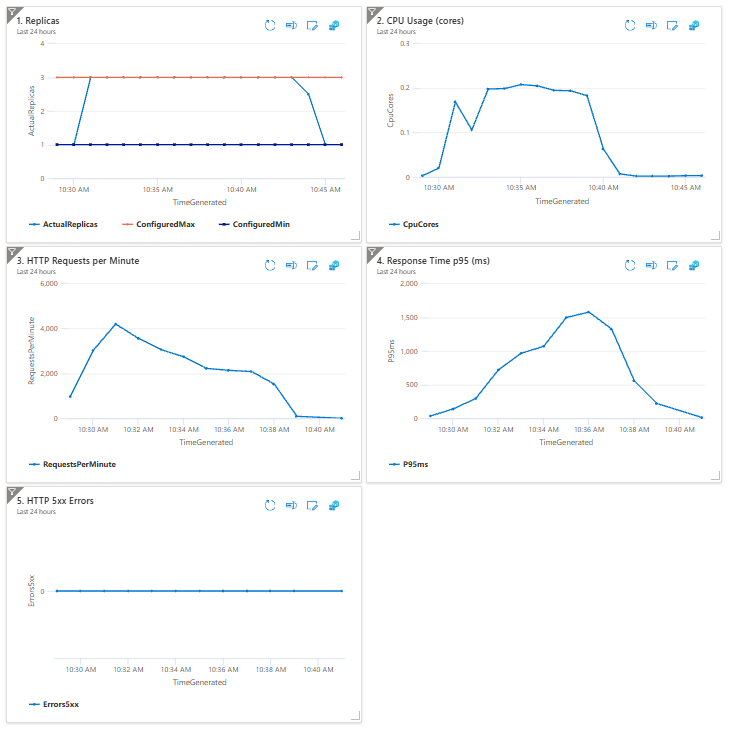 1. Replicas
Last 24 hours
4
3
2
1
0
ActualReplicas
10:30 AM 10:35 AM 10:40 AM 10:45 AM
TimeGenerated
ActualReplicas ConfiguredMax ConfiguredMin
2. CPU Usage (cores)
Last 24 hours
0.3
0.2
0.1
0
CpuCores
10:30 AM 10:35 AM 10:40 AM 10:45 AM
TimeGenerated
CpuCores
3. HTTP Requests per Minute
Last 24 hours
6,000
4,000
2,000
0
RequestsPerMinute
10:30 AM 10:32 AM 10:34 AM 10:36 AM 10:38 AM 10:40 AM
TimeGenerated
RequestsPerMinute
4. Response Time p95 (ms)
Last 24 hours
2,000
1,500
1,000
500
0
P95ms
10:30 AM 10:32 AM 10:34 AM 10:36 AM 10:38 AM 10:40 AM
TimeGenerated
P95ms
5. HTTP 5xx Errors
Last 24 hours
0
Errors5xx
10:30 AM 10:32 AM 10:34 AM 10:36 AM 10:38 AM 10:40 AM
TimeGenerated
Errors5xx